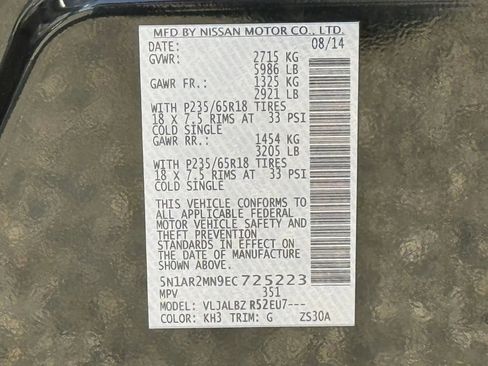 MFD BY NISSAN MOTOR CO., LTD.
DATE: 08/14
GVWR: 2715 KG
5986 LB
GAWR FR.: 1325 KG
2921 LB
WITH P235/65R18 TIRES
18 X 7.5 RIMS AT 33 PSI
COLD SINGLE
GAWR RR.: 1454 KG
3205 LB
WITH P235/65R18 TIRES
18 X 7.5 RIMS AT 33 PSI
COLD SINGLE
THIS VEHICLE CONFORMS TO
ALL APPLICABLE FEDERAL
MOTOR VEHICLE SAFETY
AND THEFT PREVENTION
STANDARDS IN EFFECT ON
THE DATE OF MANUFACTURE
SHOWN ABOVE.
5N1AR2MN9EC725223
MPV 351
MODEL: VLJALBZ R52EU7---
COLOR: KH3 TRIM: G ZS30A